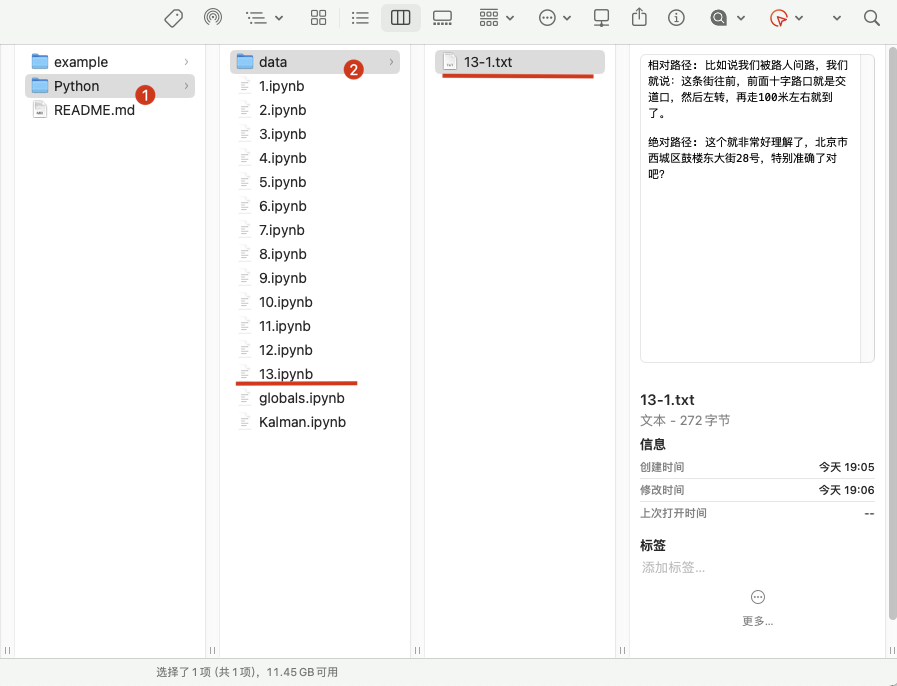 example
Python
1
README.md
data
2
1.ipynb
2.ipynb
3.ipynb
4.ipynb
5.ipynb
6.ipynb
7.ipynb
8.ipynb
9.ipynb
10.ipynb
11.ipynb
12.ipynb
13.ipynb
globals.ipynb
Kalman.ipynb
13-1.txt
相对路径: 比如说我们被路人问路，我们
就说: 这条街往前，前面十字路口就是交
道口，然后左转，再走100米左右就到
了。
绝对路径: 这个就非常好理解了，北京市
西城区鼓楼东大街28号，特别准确了对
吧?
13-1.txt
文本 - 272 字节
信息
创建时间 今天 19:05
修改时间 今天 19:06
上次打开时间 --
标签
添加标签...
更多...
选择了 1 项 (共 1 项)，11.45 GB 可用